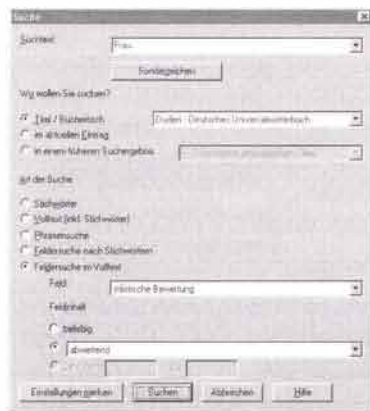 Suche
Suchtext
Frau
Sonderzeichen
Wo wollen Sie suchen?
Titel / Bücherreich Duden - Deutsches Universalwörterbuch
im aktuellen Eintrag
in einem früheren Suchergebnis
Art der Suche
Stichwörter
Volltext (inkl. Stichwörter)
Phrasensuche
Feldersuche nach Stichwörtern
Feldersuche im Volltext
Feld stilistische Bewertung
Feldinhalt
beliebig
abwertend
Einstellungen merken Suchen Abbrechen Hilfe